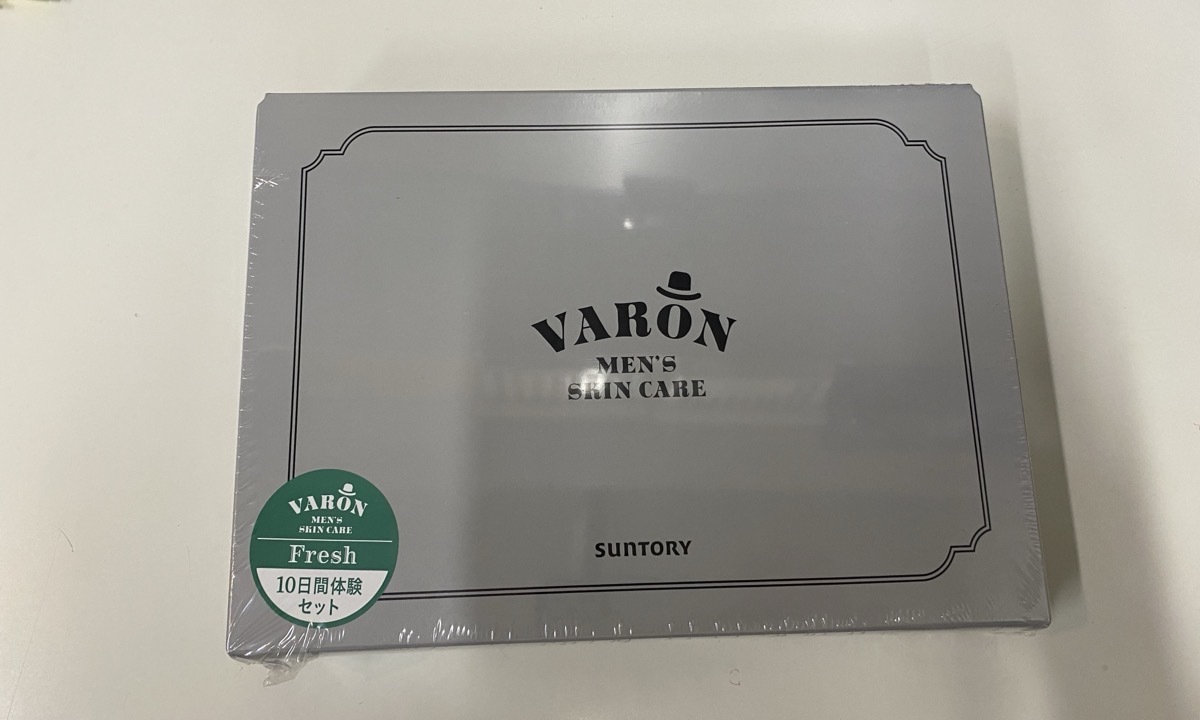 VARON
MEN'S
SKIN CARE
SUNTORY
VARON
MEN'S
SKIN CARE
Fresh
10日間体験
セット